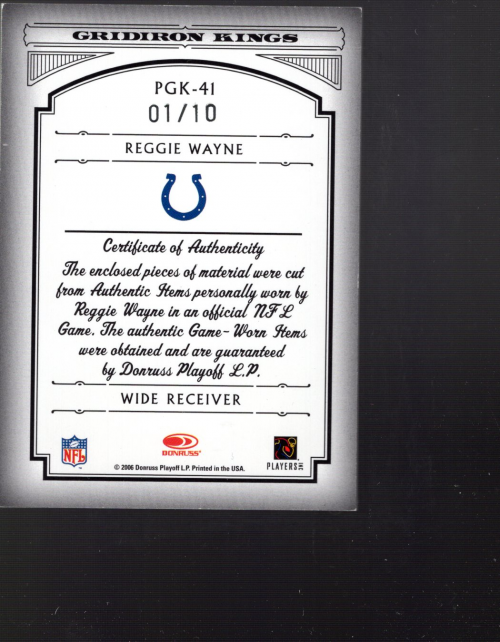 GRIDIRON KINGS
PGK-41
01/10
REGGIE WAYNE
Certificate of Authenticity
The enclosed pieces of material were cut
from Authentic Items personally worn by
Reggie Wayne in an official NFL
Game. The authentic Game-Worn Items
were obtained and are guaranteed
by Donruss Playoff L.P.
WIDE RECEIVER
NFL
DONRUSS
PLAYERS INC
© 2006 Donruss Playoff L.P. Printed in the USA.